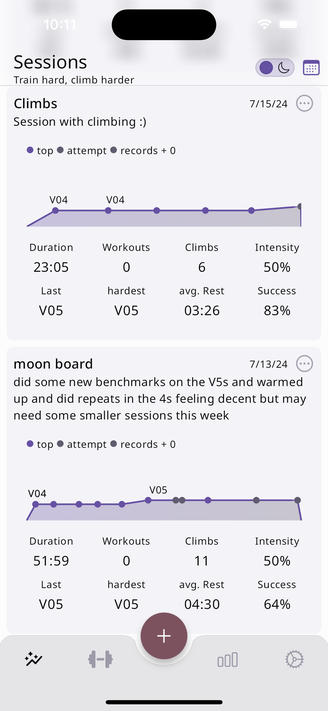 10:11
Sessions
Train hard, climb harder
Climbs 7/15/24
Session with climbing :)
top attempt records + 0
V04 V04
Duration Workouts Climbs Intensity
23:05 0 6 50%
Last hardest avg. Rest Success
V05 V05 03:26 83%
moon board 7/13/24
did some new benchmarks on the V5s and warmed
up and did repeats in the 4s feeling decent but may
need some smaller sessions this week
top attempt records + 0
V04 V05
Duration Workouts Climbs Intensity
51:59 0 11 50%
Last hardest avg. Rest Success
V05 V05 04:30 64%